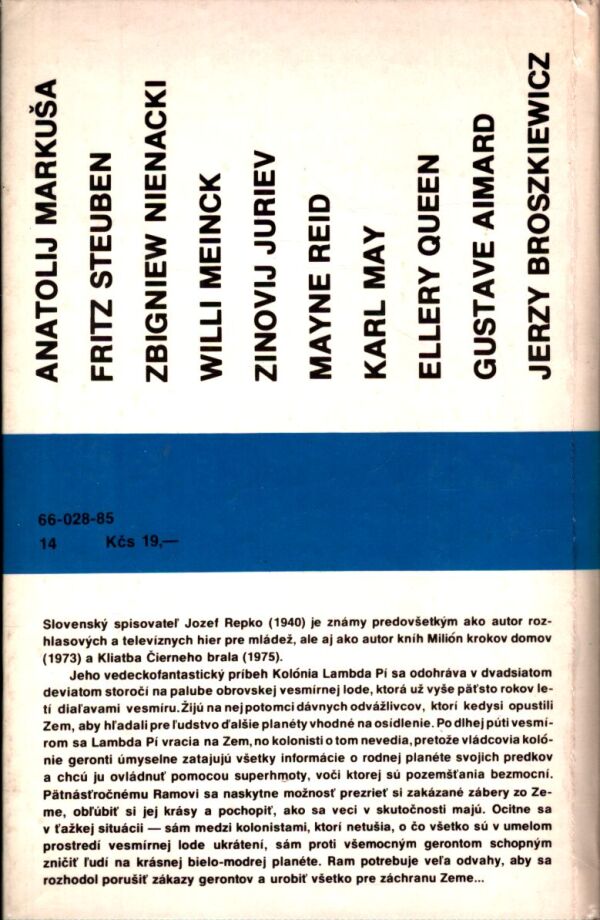 ANATOLIJ MARKUŠA
FRITZ STEUBEN
ZBIGNIEW NIENACKI
WILLI MEINCK
ZINOVIJ JURIEV
MAYNE REID
KARL MAY
ELLERY QUEEN
GUSTAVE AIMARD
JERZY BROSZKIEWICZ
66-028-85
14 Kčs 19,—
Slovenský spisovateľ Jozef Repko (1940) je známy predovšetkým ako autor roz-
hlasových a televíznych hier pre mládež, ale aj ako autor kníh Milión krokov domov
(1973) a Kliatba Čierneho brala (1975).
Jeho vedeckofantastický príbeh Kolónia Lambda Pí sa odohráva v dvadsiatom
deviatom storočí na palube obrovskej vesmírnej lode, ktorá už vyše päťsto rokov le-
tí diaľavami vesmíru. Žijú na nej potomci dávnych odvážlivcov, ktorí kedysi opustili
Zem, aby hľadali pre ľudstvo ďalšie planéty vhodné na osídlenie. Po dlhej púti vesmí-
rom sa Lambda Pí vracia na Zem, no kolonisti o tom nevedia, pretože vládcovia koló-
nie geronti úmyselne zatajujú všetky informácie o rodnej planéte svojich predkov
a chcú ju ovládnuť pomocou superhmoty, voči ktorej sú pozemšťania bezmocní.
Pätnásťročnému Ramovi sa naskytne možnosť prezrieť si zakázané zábery zo Ze-
me, obľúbiť si jej krásy a pochopiť, ako sa veci v skutočnosti majú. Ocitne sa
v ťažkej situácii — sám medzi kolonistami, ktorí netušia, o čo všetko sú v umelom
prostredí vesmírnej lode ukrátení, sám proti všemocným gerontom schopným
zničiť ľudí na krásnej bielo-modrej planéte. Ram potrebuje veľa odvahy, aby sa
rozhodol porušiť zákazy gerontov a urobiť všetko pre záchranu Zeme...